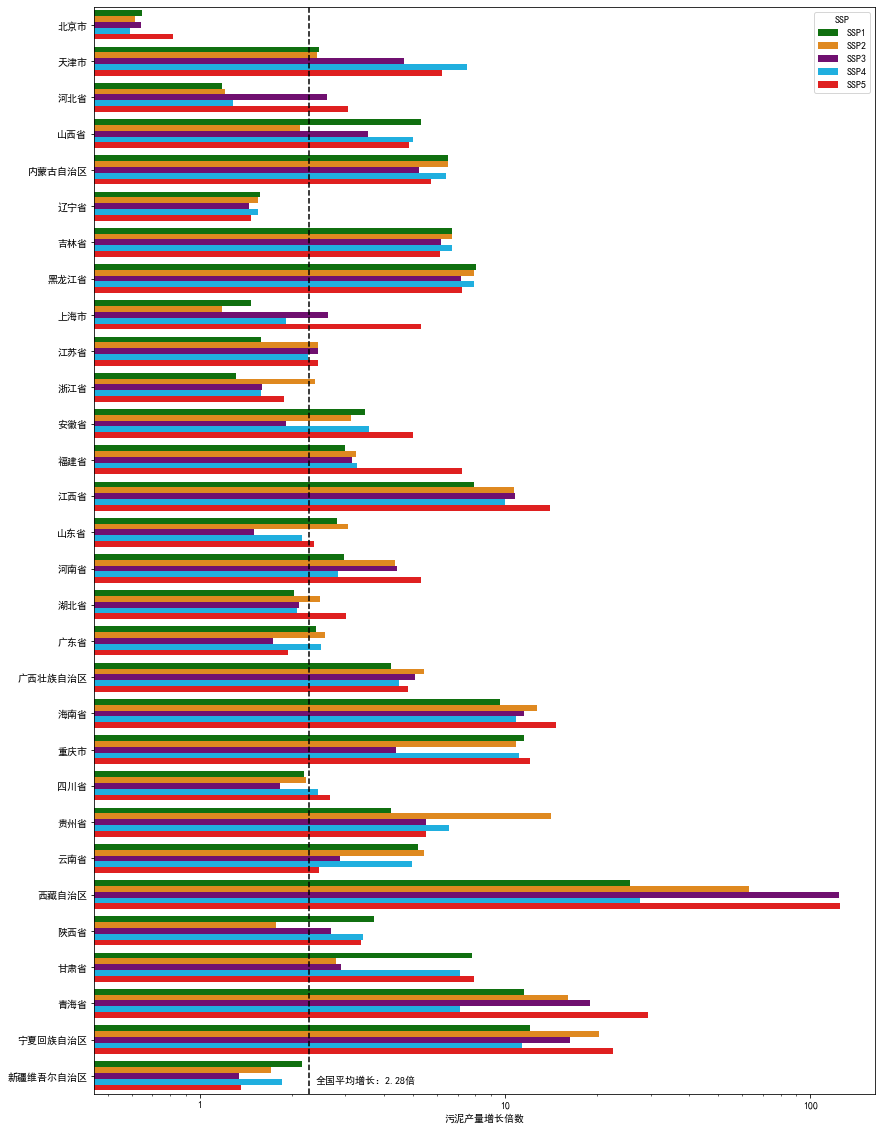 SSP
SSP1
SSP2
SSP3
SSP4
SSP5
北京市
天津市
河北省
山西省
内蒙古自治区
辽宁省
吉林省
黑龙江省
上海市
江苏省
浙江省
安徽省
福建省
江西省
山东省
河南省
湖北省
广东省
广西壮族自治区
海南省
重庆市
四川省
贵州省
云南省
西藏自治区
陕西省
甘肃省
青海省
宁夏回族自治区
新疆维吾尔自治区
全国平均增长: 2.28倍
1 10 100
污泥产量增长倍数